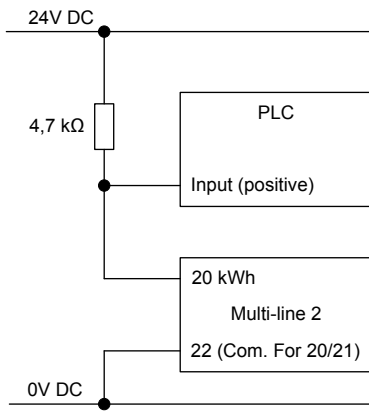 24V DC
4,7 kΩ
PLC
Input (positive)
20 kWh
Multi-line 2
22 (Com. For 20/21)
0V DC